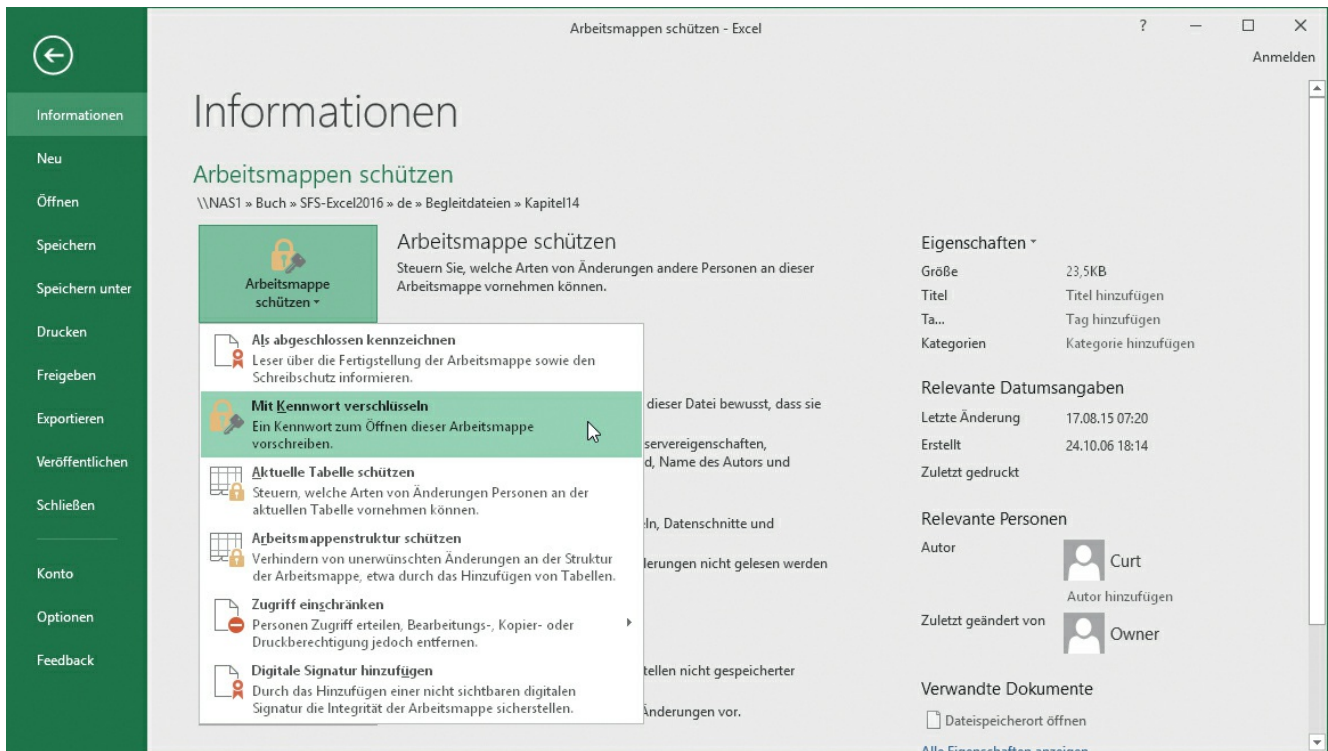 Arbeitsmappen schützen - Excel
?
Anmelden
Informationen
Neu
Öffnen
Speichern
Speichern unter
Drucken
Freigeben
Exportieren
Veröffentlichen
Schließen
Konto
Optionen
Feedback
Informationen
Arbeitsmappen schützen
\\NAS1 » Buch » SFS-Excel2016 » de » Begleitdateien » Kapitel14
Arbeitsmappe
schützen
Arbeitsmappe schützen
Steuern Sie, welche Arten von Änderungen andere Personen an dieser
Arbeitsmappe vornehmen können.
Als abgeschlossen kennzeichnen
Leser über die Fertigstellung der Arbeitsmappe sowie den
Schreibschutz informieren.
Mit Kennwort verschlüsseln
Ein Kennwort zum Öffnen dieser Arbeitsmappe
vorschreiben.
Aktuelle Tabelle schützen
Steuern, welche Arten von Änderungen Personen an der
aktuellen Tabelle vornehmen können.
Arbeitsmappenstruktur schützen
Verhindern von unerwünschten Änderungen an der Struktur
der Arbeitsmappe, etwa durch das Hinzufügen von Tabellen.
Zugriff einschränken
Personen Zugriff erteilen, Bearbeitungs-, Kopier- oder
Druckberechtigung jedoch entfernen.
Digitale Signatur hinzufügen
Durch das Hinzufügen einer nicht sichtbaren digitalen
Signatur die Integrität der Arbeitsmappe sicherstellen.
dieser Datei bewusst, dass sie
servereigenschaften,
d, Name des Autors und
ln, Datenschnitte und
derungen nicht gelesen werden
tellen nicht gespeicherter
Änderungen vor.
Eigenschaften
Größe 23,5KB
Titel Titel hinzufügen
Ta... Tag hinzufügen
Kategorien Kategorie hinzufügen
Relevante Datumsangaben
Letzte Änderung 17.08.15 07:20
Erstellt 24.10.06 18:14
Zuletzt gedruckt
Relevante Personen
Autor Curt
Autor hinzufügen
Zuletzt geändert von Owner
Verwandte Dokumente
Dateispeicherort öffnen
Alle Eigenschaften anzeigen